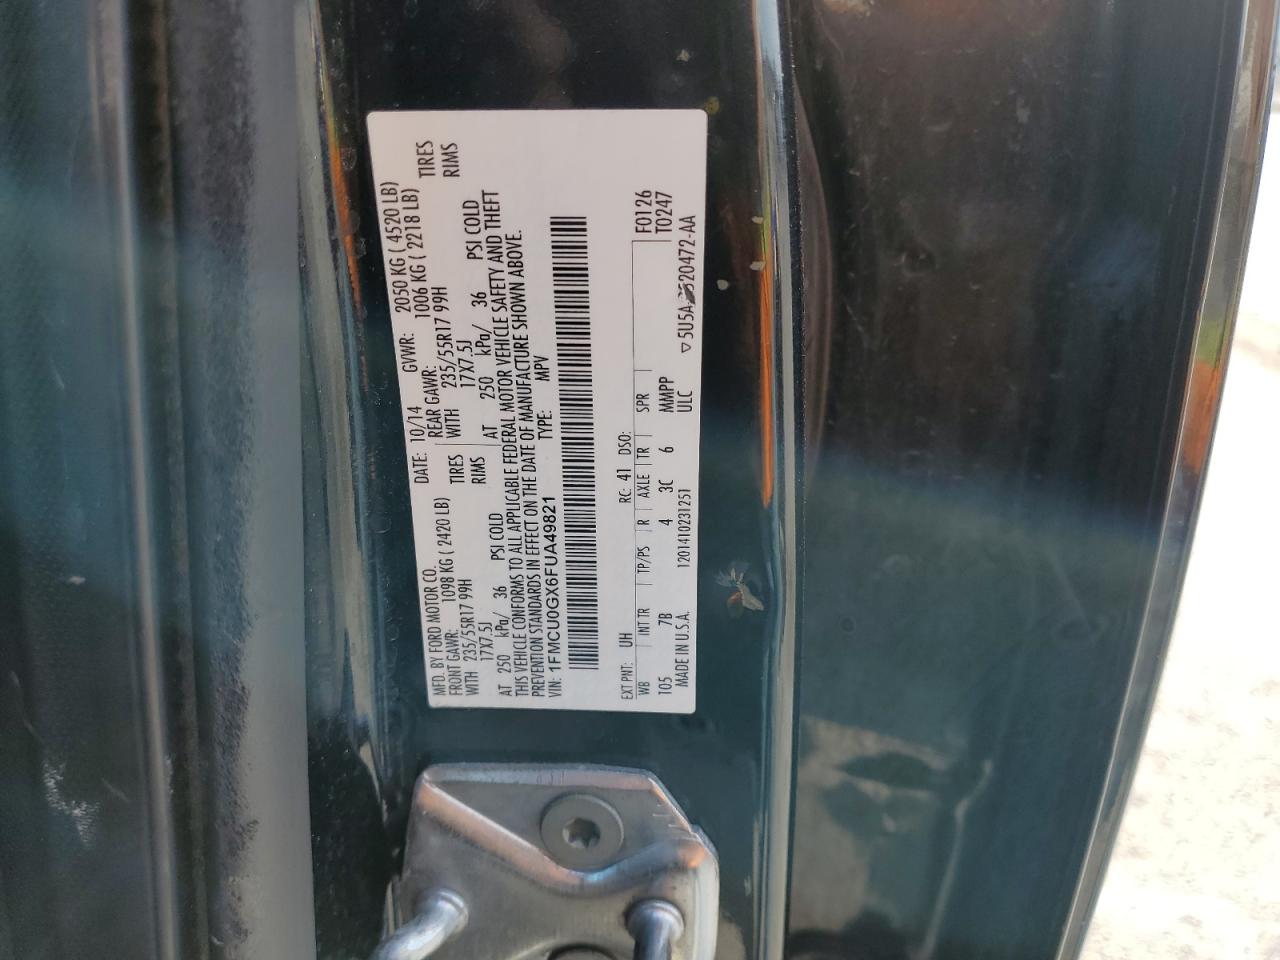 MFD. BY FORD MOTOR CO. DATE: 10/14 GVWR: 2050 KG ( 4520 LB)
FRONT GAWR: 1098 KG ( 2420 LB) REAR GAWR: 1006 KG ( 2218 LB)
WITH 235/55R17 99H TIRES WITH 235/55R17 99H TIRES
17X7.5J RIMS 17X7.5J RIMS
AT 250 kPa/ 36 PSI COLD AT 250 kPa/ 36 PSI COLD
THIS VEHICLE CONFORMS TO ALL APPLICABLE FEDERAL MOTOR VEHICLE SAFETY AND THEFT
PREVENTION STANDARDS IN EFFECT ON THE DATE OF MANUFACTURE SHOWN ABOVE.
VIN: 1FMCU0GX6FUA49821 TYPE: MPV
EXT PNT: UH RC: 41 DSO: F0126
WB INT TR TP/PS R AXLE TR SPR T0247
105 7B 4 3C 6 MMPP
MADE IN U.S.A. 1201410231251 ULC
▽5U5A 20472-AA